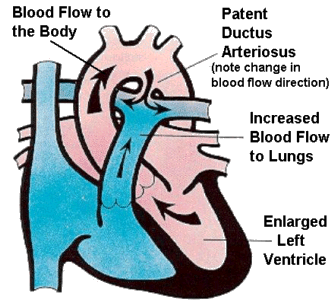 Blood Flow to
the Body
Patent
Ductus
Arteriosus
(note change in
blood flow direction)
Increased
Blood Flow
to Lungs
Enlarged
Left
Ventricle